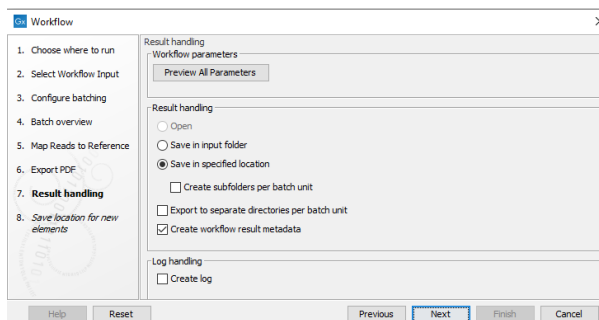 Gx Workflow
1. Choose where to run
2. Select Workflow Input
3. Configure batching
4. Batch overview
5. Map Reads to Reference
6. Export PDF
7. Result handling
8. Save location for new
elements
Result handling
Workflow parameters
Preview All Parameters
Result handling
Open
Save in input folder
Save in specified location
Create subfolders per batch unit
Export to separate directories per batch unit
Create workflow result metadata
Log handling
Create log
Help Reset Previous Next Finish Cancel